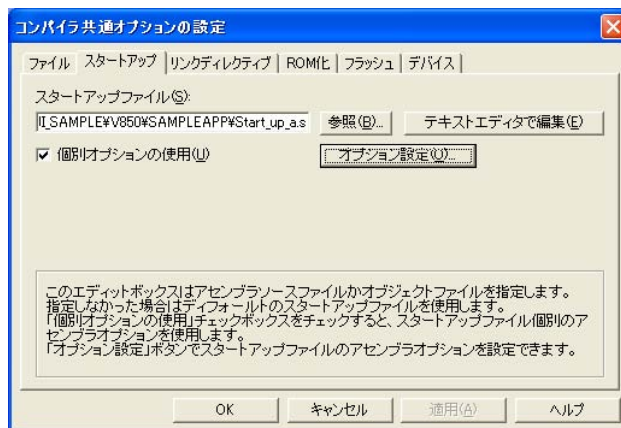 コンパイラ共通オプションの設定
ファイル スタートアップ リンクディレクティブ ROM化 フラッシュ デバイス
スタートアップファイル(S):
II_SAMPLE¥V850¥SAMPLEAPP¥Start_up_a.s 参照(B)... テキストエディタで編集(E)
個別オプションの使用(U) オプション設定(O)...
このエディットボックスはアセンブラソースファイルかオブジェクトファイルを指定します。
指定しなかった場合はディフォールトのスタートアップファイルを使用します。
「個別オプションの使用」チェックボックスをチェックすると、スタートアップファイル個別のア
センブラオプションを使用します。
「オプション設定」ボタンでスタートアップファイルのアセンブラオプションを設定できます。
OK キャンセル 適用(A) ヘルプ